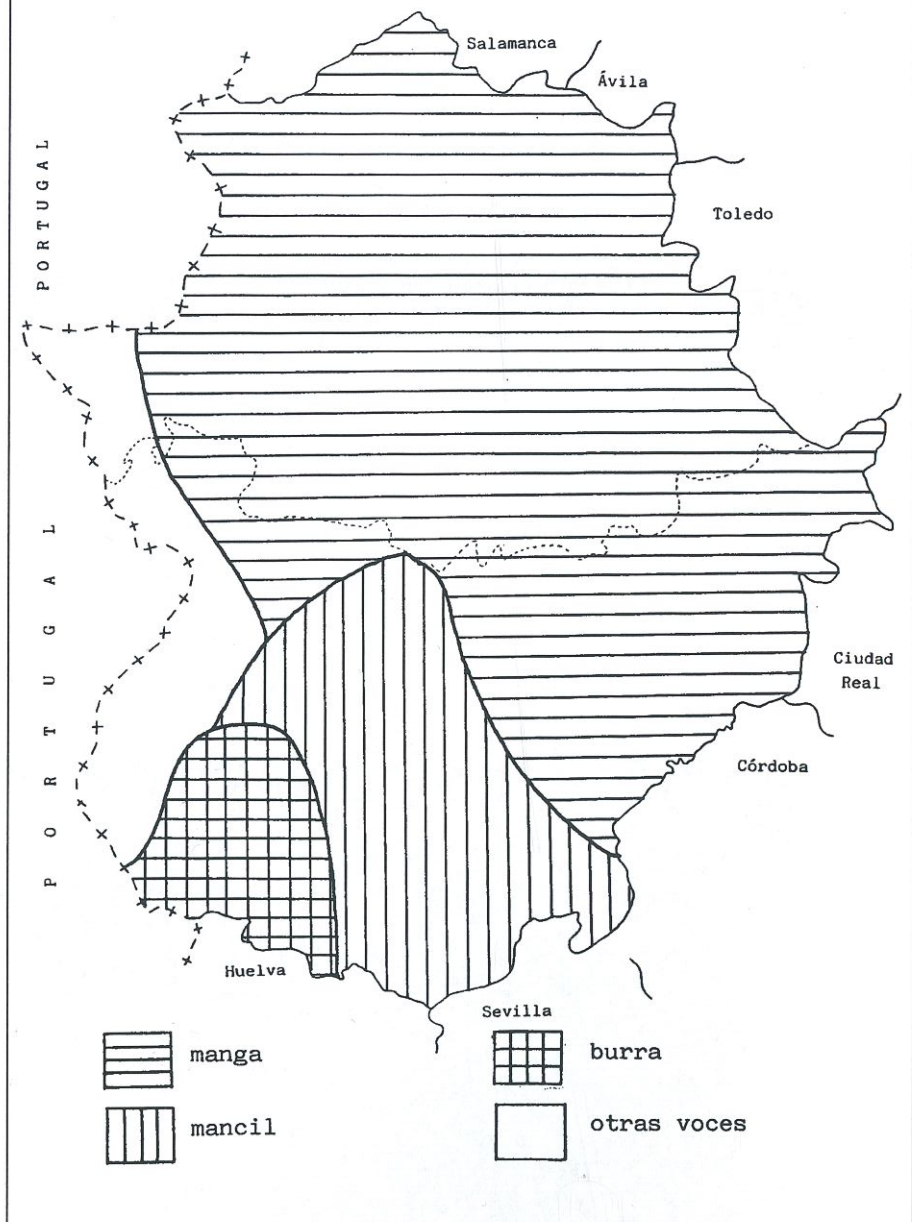 Salamanca
Ávila
PORTUGAL
Toledo
PORTUGAL
Ciudad
Real
Córdoba
Huelva
Sevilla
manga
burra
mancil
otras voces